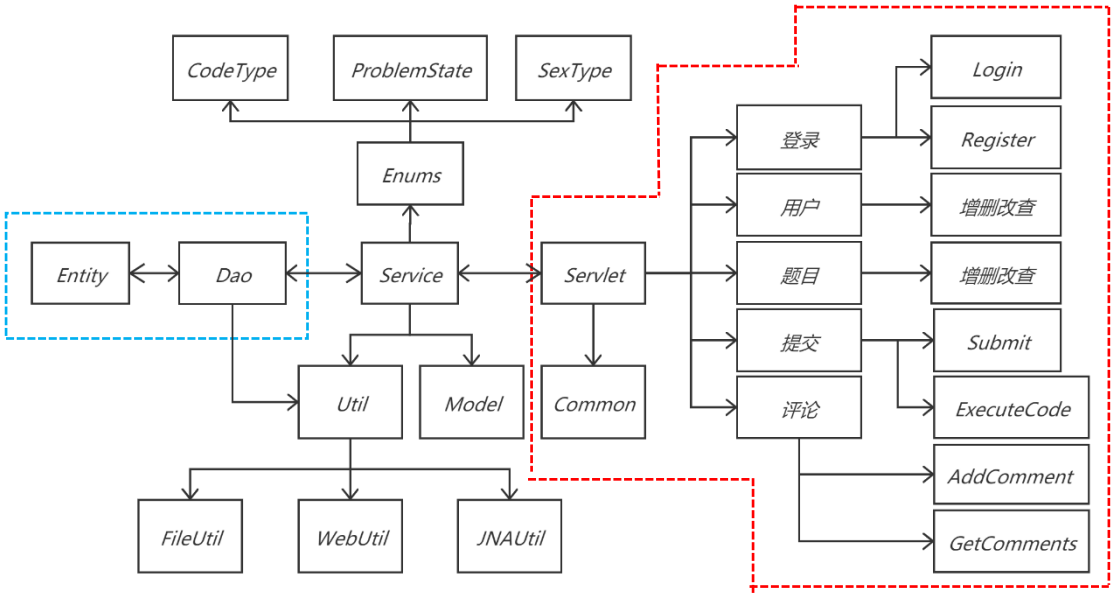 CodeType
ProblemState
SexType
Login
登录
Register
Enums
用户
增删改查
Entity
Dao
Service
Servlet
题目
增删改查
提交
Submit
Util
Model
Common
评论
ExecuteCode
AddComment
FileUtil
WebUtil
JNAUtil
GetComments